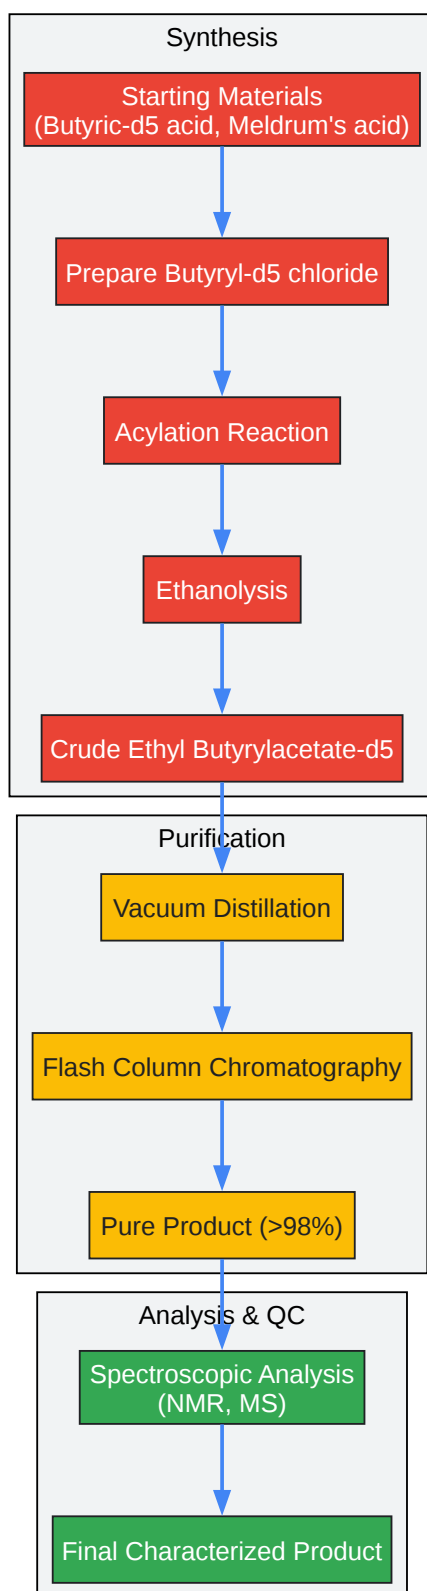 Synthesis
Starting Materials
(Butyric-d5 acid, Meldrum's acid)
Prepare Butyryl-d5 chloride
Acylation Reaction
Ethanolysis
Crude Ethyl Butyrylacetate-d5
Purification
Vacuum Distillation
Flash Column Chromatography
Pure Product (>98%)
Analysis & QC
Spectroscopic Analysis
(NMR, MS)
Final Characterized Product